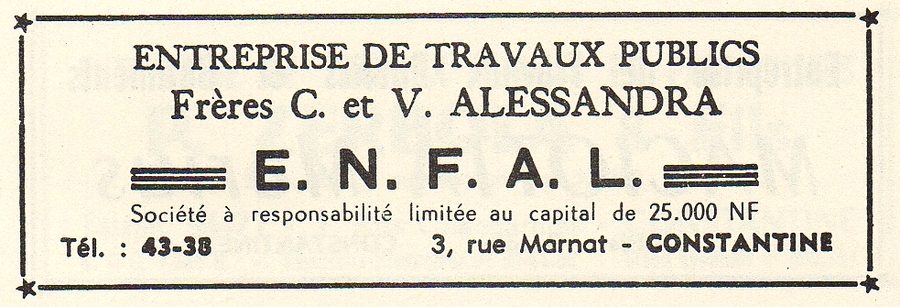 ENTREPRISE DE TRAVAUX PUBLICS
Frères C. et V. ALESSANDRA
E. N. F. A. L.
Société à responsabilité limitée au capital de 25.000 NF
Tél. : 43-38 3, rue Marnat - CONSTANTINE